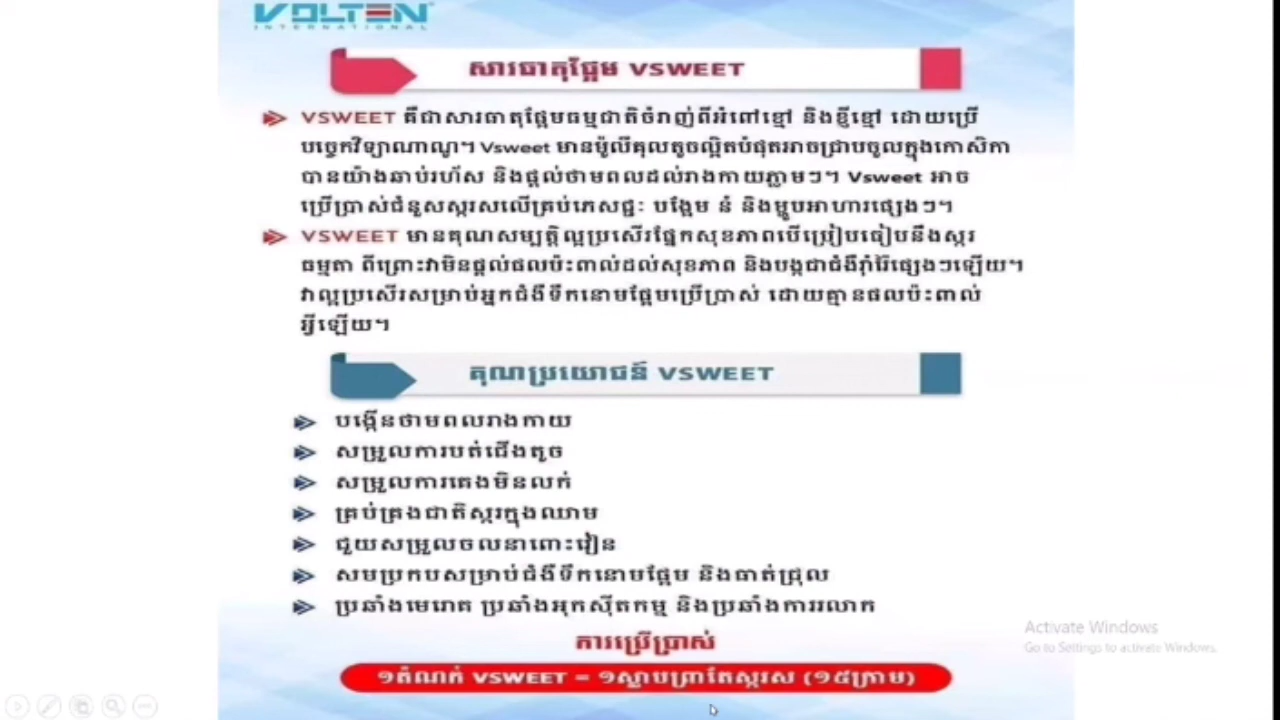 VOLTEN
INTERNATIONAL
សារធាតុផ្អែម VSWEET
VSWEET គឺជាសារធាតុផ្អែមធម្មជាតិចំរាញ់ពីអំពៅខ្មៅ និងខ្ញីខ្មៅ ដោយប្រើ
បច្ចេកវិទ្យាណាណូ។ Vsweet មានម៉ូលីគុលតូចល្អិតបំផុតអាចជ្រាបចូលក្នុងកោសិកា
បានយ៉ាងឆាប់រហ័ស និងផ្តល់ថាមពលដល់រាងកាយភ្លាមៗ។ Vsweet អាច
ប្រើប្រាស់ជំនួសស្ករសលើគ្រប់ភេសជ្ជៈ បង្អែម នំ និងម្ហូបអាហារផ្សេងៗ។
VSWEET មានគុណសម្បត្តិល្អប្រសើរផ្នែកសុខភាពបើប្រៀបធៀបនឹងស្ករ
ធម្មតា ពីព្រោះវាមិនផ្តល់ផលប៉ះពាល់ដល់សុខភាព និងបង្កជាជំងឺរ៉ាំរ៉ៃផ្សេងៗឡើយ។
វាល្អប្រសើរសម្រាប់អ្នកជំងឺទឹកនោមផ្អែមប្រើប្រាស់ ដោយគ្មានផលប៉ះពាល់
អ្វីឡើយ។
គុណប្រយោជន៍ VSWEET
បង្កើនថាមពលរាងកាយ
សម្រួលការបត់ជើងតូច
សម្រួលការគេងមិនលក់
គ្រប់គ្រងជាតិស្ករក្នុងឈាម
ជួយសម្រួលចលនាពោះវៀន
សមប្រកបសម្រាប់ជំងឺទឹកនោមផ្អែម និងធាត់ជ្រុល
ប្រឆាំងមេរោគ ប្រឆាំងអុកស៊ីតកម្ម និងប្រឆាំងការរលាក
ការប្រើប្រាស់
១តំណក់ VSWEET = ១ស្លាបព្រាតែស្ករស (១៥ក្រាម)
Activate Windows
Go to Settings to activate Windows.